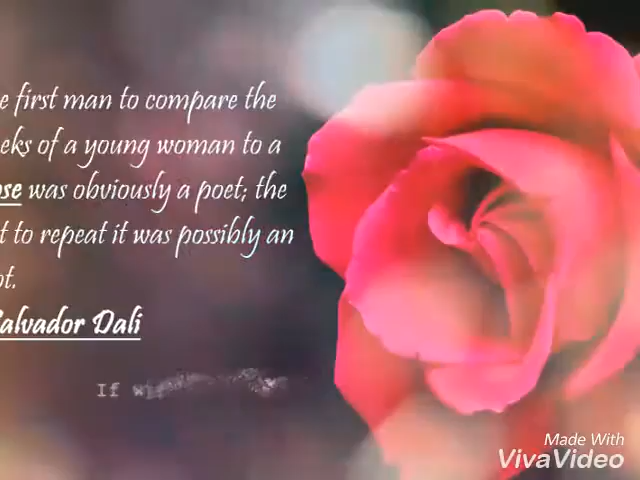 e first man to compare the
eks of a young woman to a
ose was obviously a poet; the
t to repeat it was possibly an
ot.
Salvador Dali
If
Made With
VivaVideo